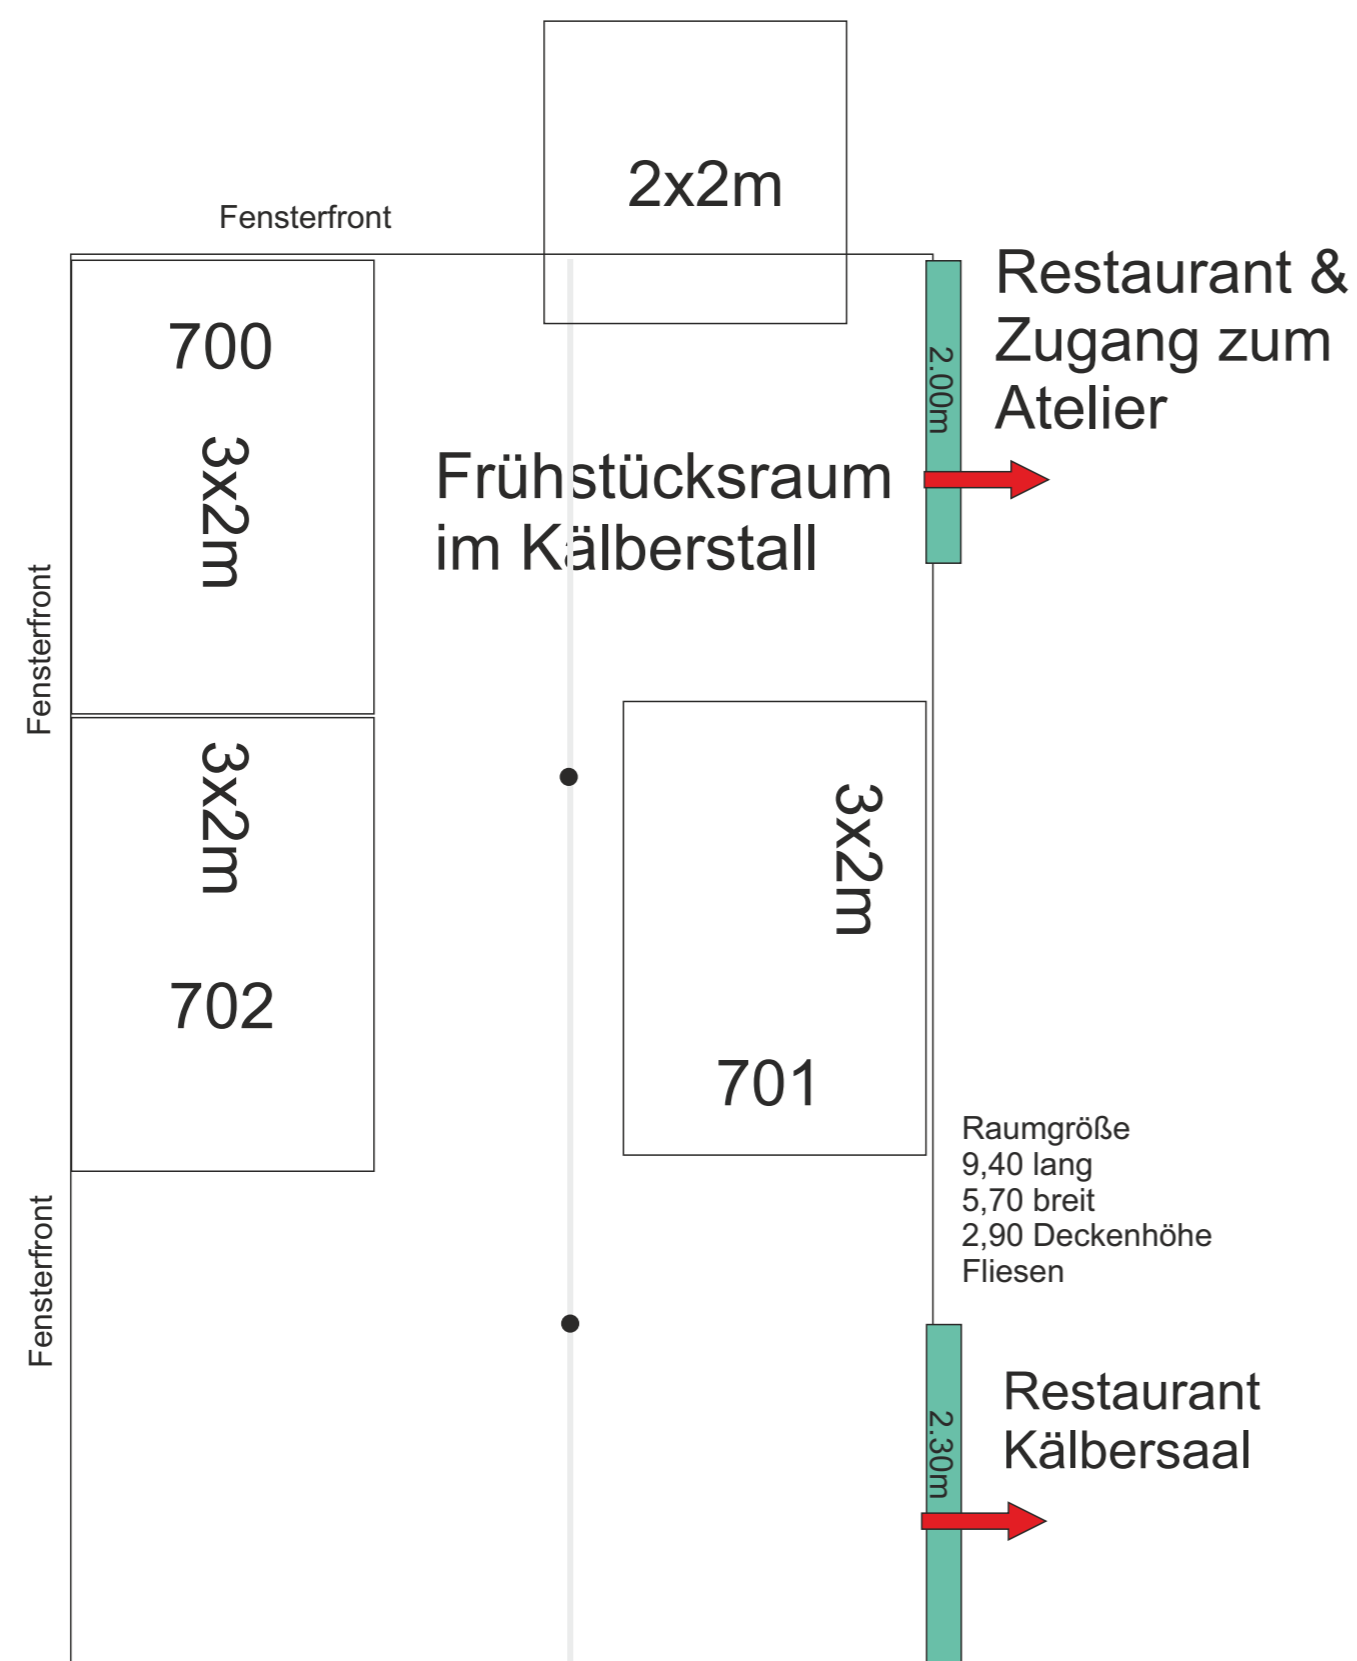 2x2m
Fensterfront
Restaurant &
Zugang zum
Atelier
700
2.00m
3x2m
Frühstücksraum
im Kälberstall
Fensterfront
3x2m
3x2m
702
701
Raumgröße
9,40 lang
5,70 breit
2,90 Deckenhöhe
Fliesen
Fensterfront
Restaurant
Kälbersaal
2.30m